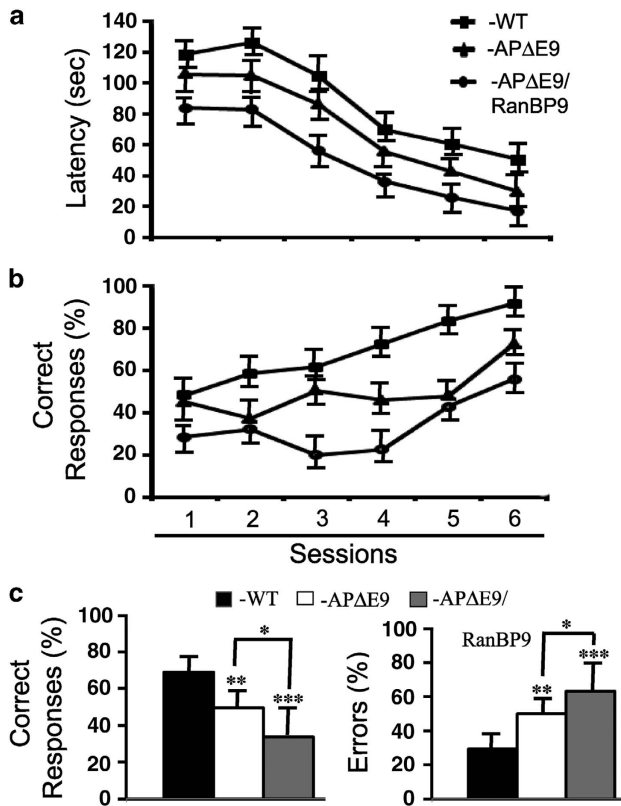 a
Latency (sec)
140
120
100
80
60
40
20
0
-WT
-APΔE9
-APΔE9/
RanBP9
b
Correct
Responses (%)
100
80
60
40
20
0
1 2 3 4 5 6
Sessions
c
-WT -APΔE9 -APΔE9/
Correct
Responses (%)
100
80
60
40
20
0
**
*
***
Errors (%)
100
80
60
40
20
0
RanBP9
**
*
***